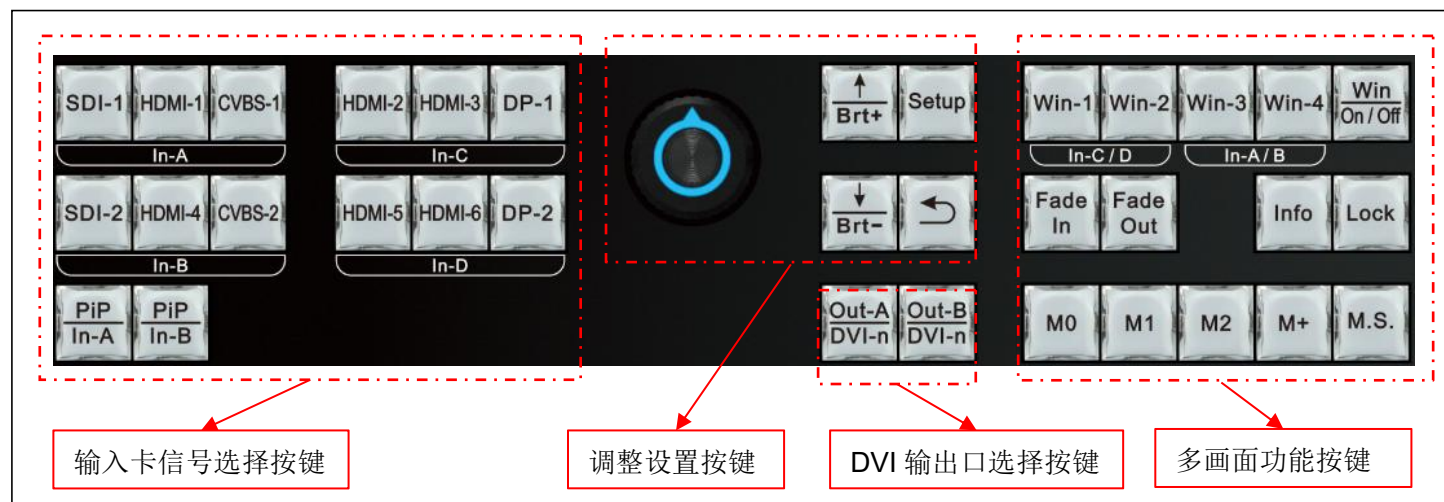 SDI-1 HDMI-1 CVBS-1 HDMI-2 HDMI-3 DP-1 ↑ Brt+ Setup Win-1 Win-2 Win-3 Win-4 Win On / Off
In-A In-C In-C / D In-A / B
SDI-2 HDMI-4 CVBS-2 HDMI-5 HDMI-6 DP-2 ↓ Brt− Fade In Fade Out Info Lock
In-B In-D
PiP In-A PiP In-B Out-A DVI-n Out-B DVI-n M0 M1 M2 M+ M.S.
输入卡信号选择按键 调整设置按键 DVI 输出口选择按键 多画面功能按键